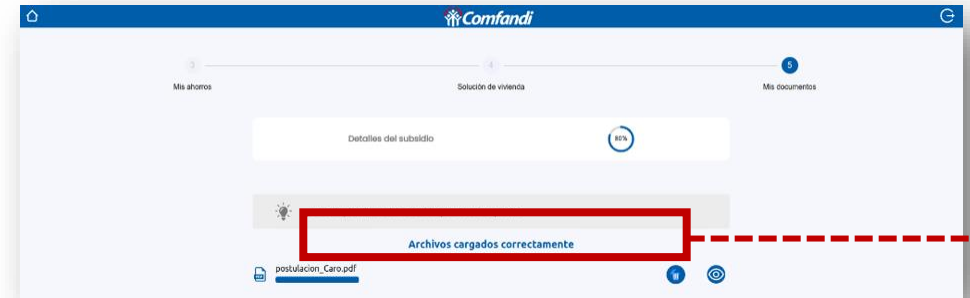 Comfandi
3 4 5
Mis ahorros Solución de vivienda Mis documentos
Detalles del subsidio 80%
Archivos cargados correctamente
postulacion_Caro.pdf